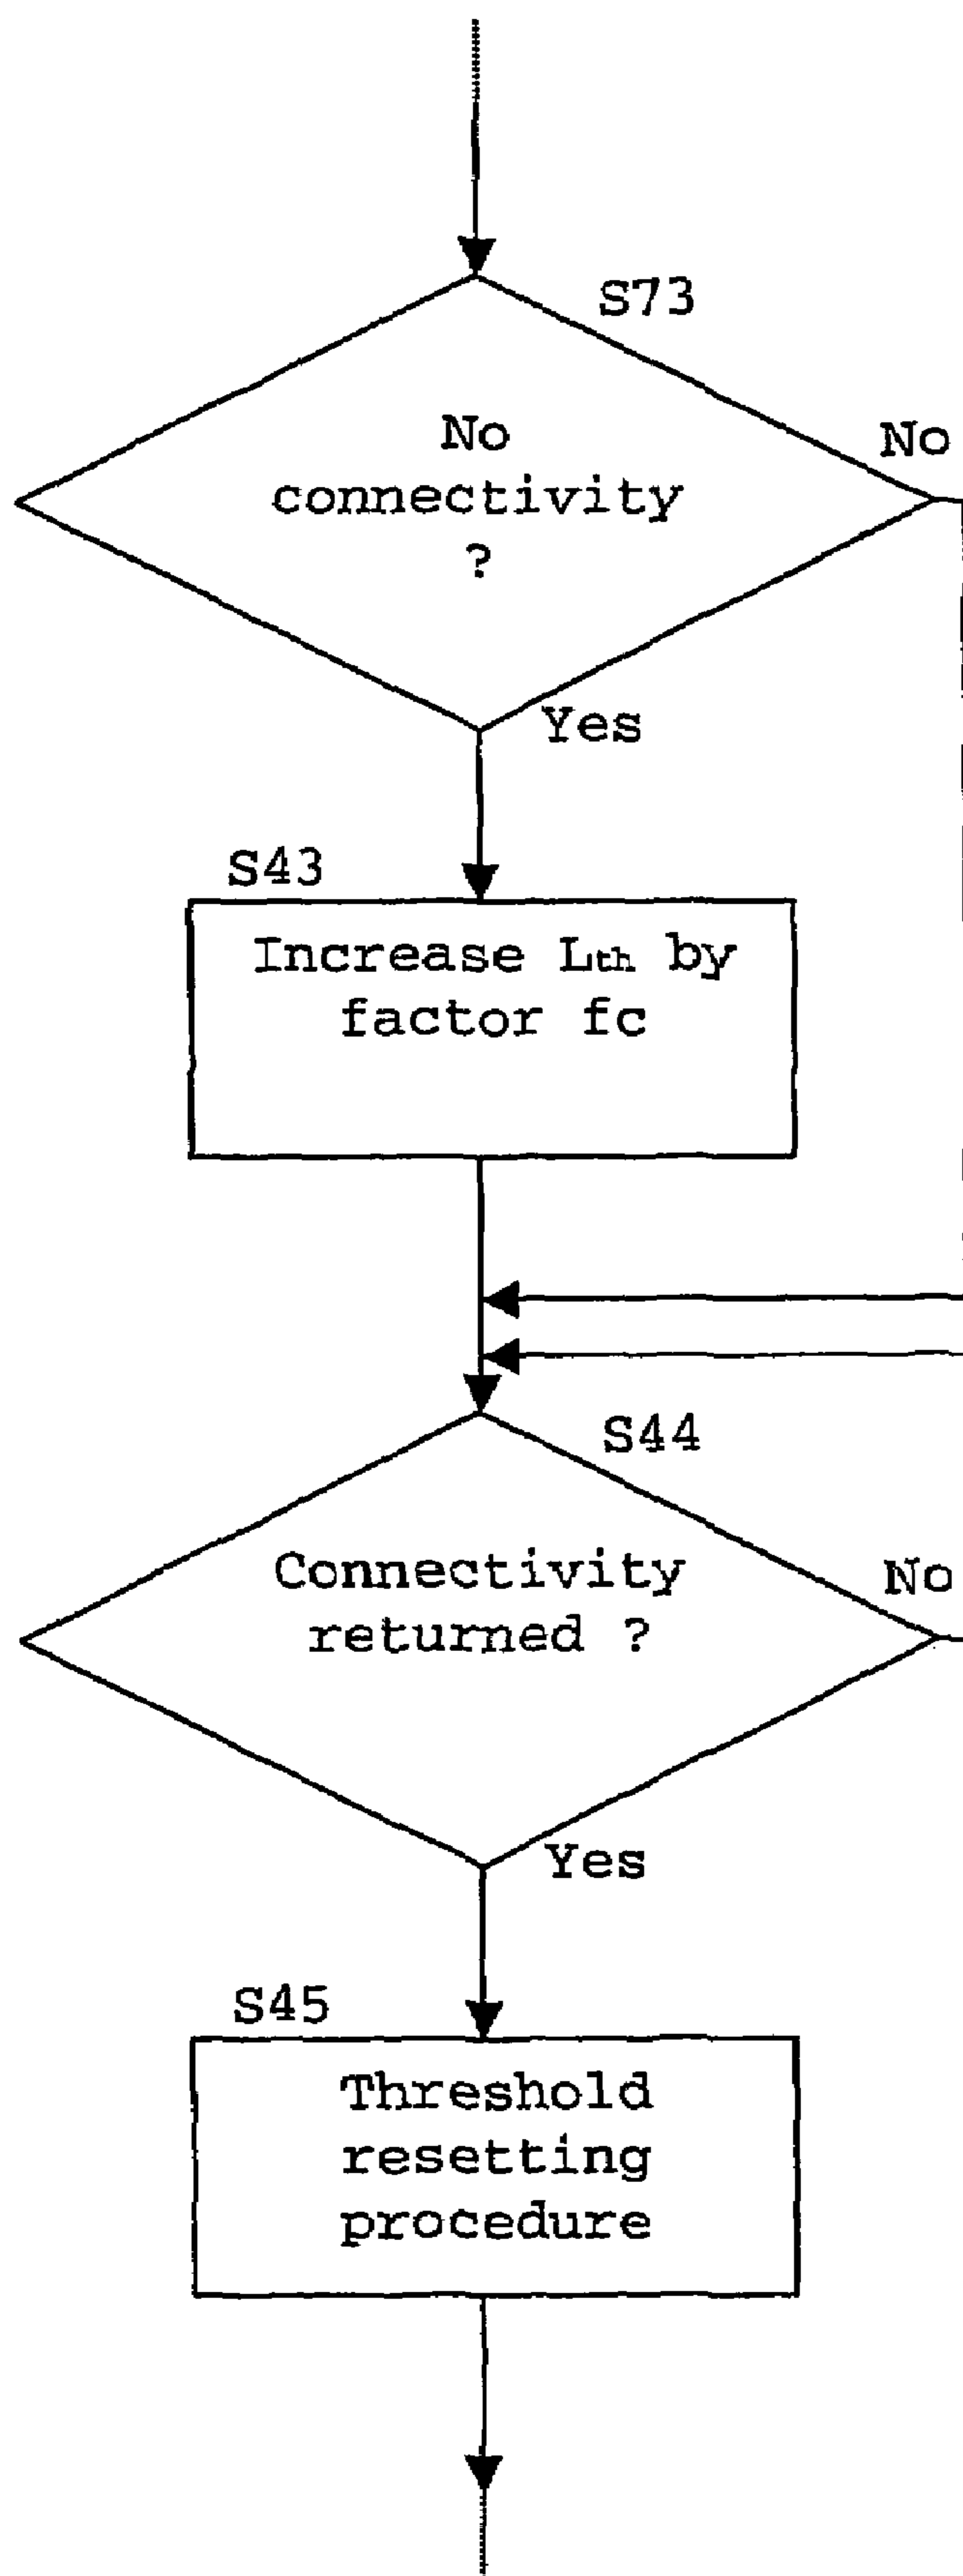 S73
No
connectivity
?
No
Yes
S43
Increase Lth by
factor fc
S44
Connectivity
returned ?
No
Yes
S45
Threshold
resetting
procedure